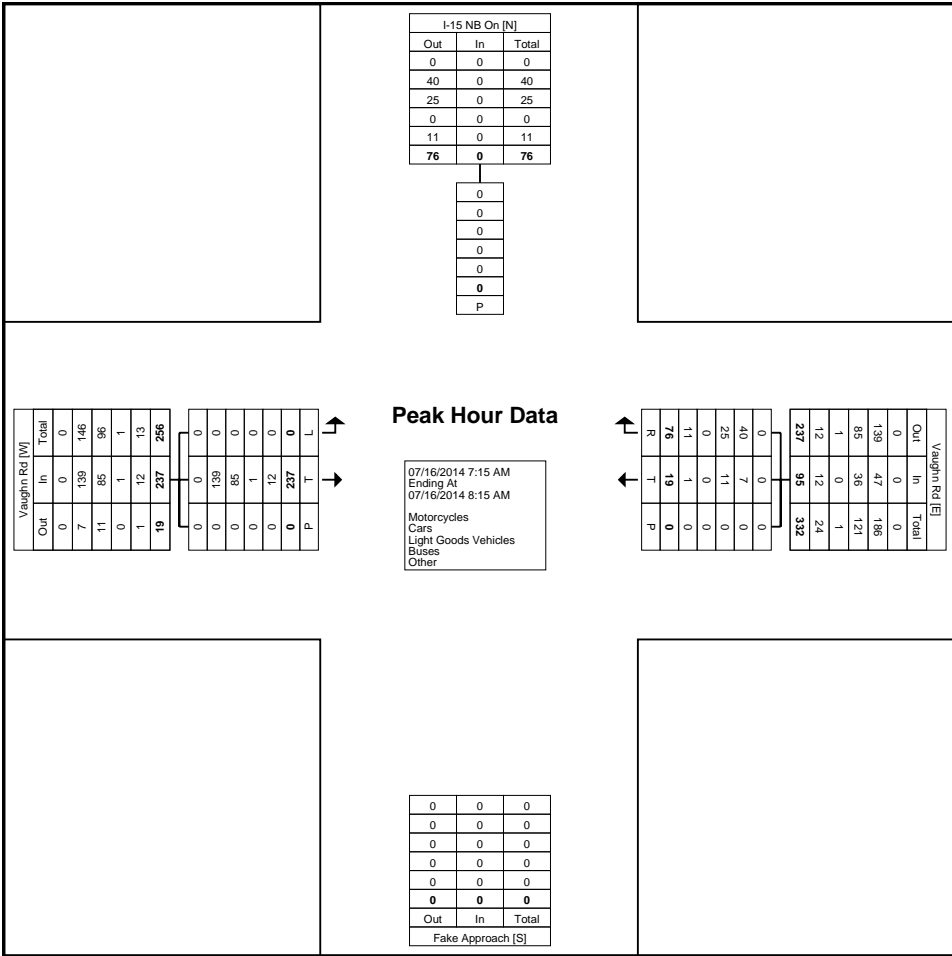 I-15 NB On [N]
Out In Total
0 0 0
40 0 40
25 0 25
0 0 0
11 0 11
76 0 76
0
0
0
0
0
0
P
Vaughn Rd [W]
Out In Total
0 0 0
7 139 146
11 85 96
0 1 1
1 12 13
19 237 256
0 0 0
0 139 0
0 85 0
0 1 0
0 12 0
0 237 0
P T L
Peak Hour Data
07/16/2014 7:15 AM
Ending At
07/16/2014 8:15 AM
Motorcycles
Cars
Light Goods Vehicles
Buses
Other
Vaughn Rd [E]
Out In Total
0 0 0
139 47 186
85 36 121
1 0 1
12 12 24
237 95 332
0 0 0
40 7 0
25 11 0
0 0 0
11 1 0
76 19 0
R T P
0 0 0
0 0 0
0 0 0
0 0 0
0 0 0
0 0 0
Out In Total
Fake Approach [S]